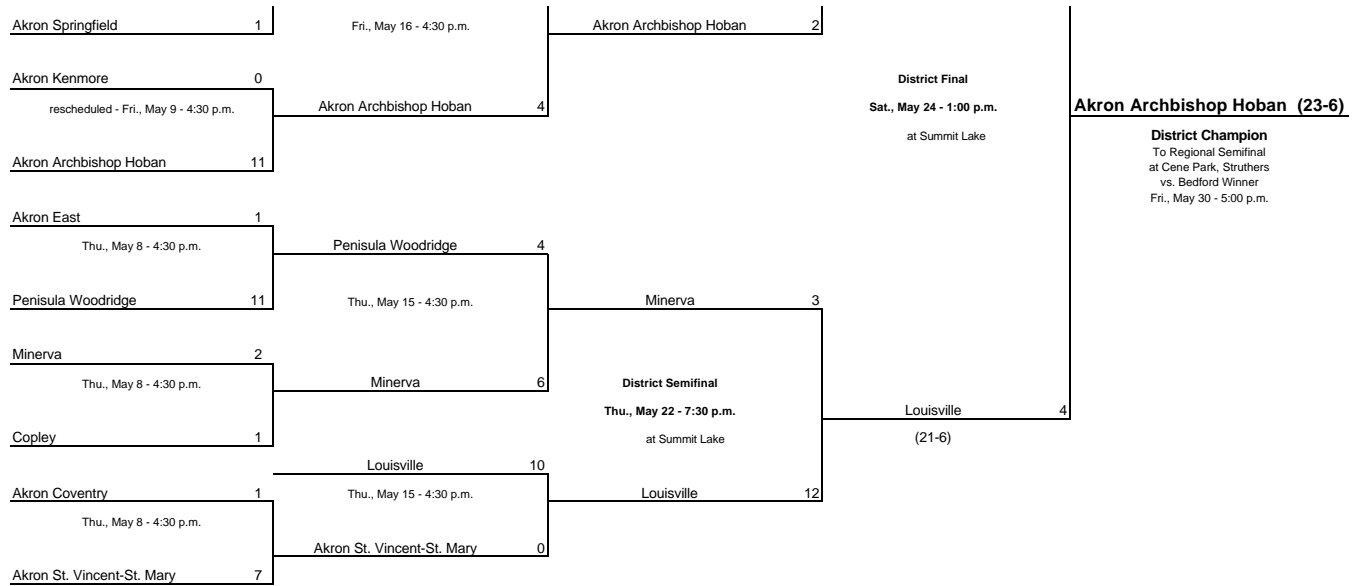 Akron Springfield 1 Fri., May 16 - 4:30 p.m. Akron Archbishop Hoban 2
Akron Kenmore 0 District Final
rescheduled - Fri., May 9 - 4:30 p.m. Akron Archbishop Hoban 4 Sat., May 24 - 1:00 p.m. Akron Archbishop Hoban (23-6)
at Summit Lake District Champion
Akron Archbishop Hoban 11 To Regional Semifinal
at Cene Park, Struthers
vs. Bedford Winner
Fri., May 30 - 5:00 p.m.
Akron East 1
Thu., May 8 - 4:30 p.m. Penisula Woodridge 4
Penisula Woodridge 11 Thu., May 15 - 4:30 p.m. Minerva 3
Minerva 2
Thu., May 8 - 4:30 p.m. Minerva 6 District Semifinal
Thu., May 22 - 7:30 p.m. Louisville 4
Copley 1 at Summit Lake (21-6)
Louisville 10
Akron Coventry 1 Thu., May 15 - 4:30 p.m. Louisville 12
Thu., May 8 - 4:30 p.m.
Akron St. Vincent-St. Mary 0
Akron St. Vincent-St. Mary 7